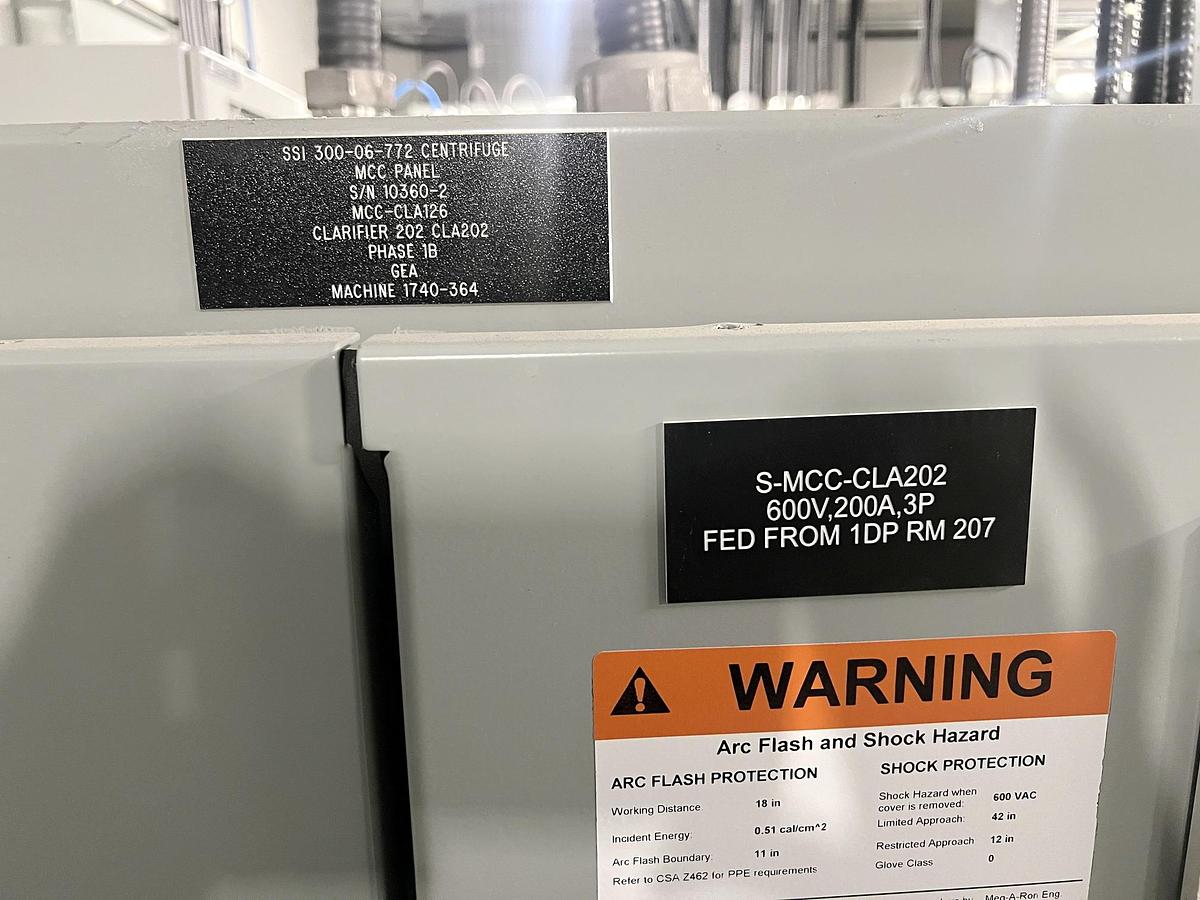 SSI 300-06-772 CENTRIFUGE
MCC PANEL
S/N 10360-2
MCC-CLA126
CLARIFIER 202 CLA202
PHASE 1B
GEA
MACHINE 1740-364
S-MCC-CLA202
600V,200A,3P
FED FROM 1DP RM 207
WARNING
Arc Flash and Shock Hazard
ARC FLASH PROTECTION
Working Distance: 18 in
Incident Energy: 0.51 cal/cm^2
Arc Flash Boundary: 11 in
Refer to CSA Z462 for PPE requirements
SHOCK PROTECTION
Shock Hazard when
cover is removed: 600 VAC
Limited Approach: 42 in
Restricted Approach 12 in
Glove Class 0
by Meg-A-Ron Eng.